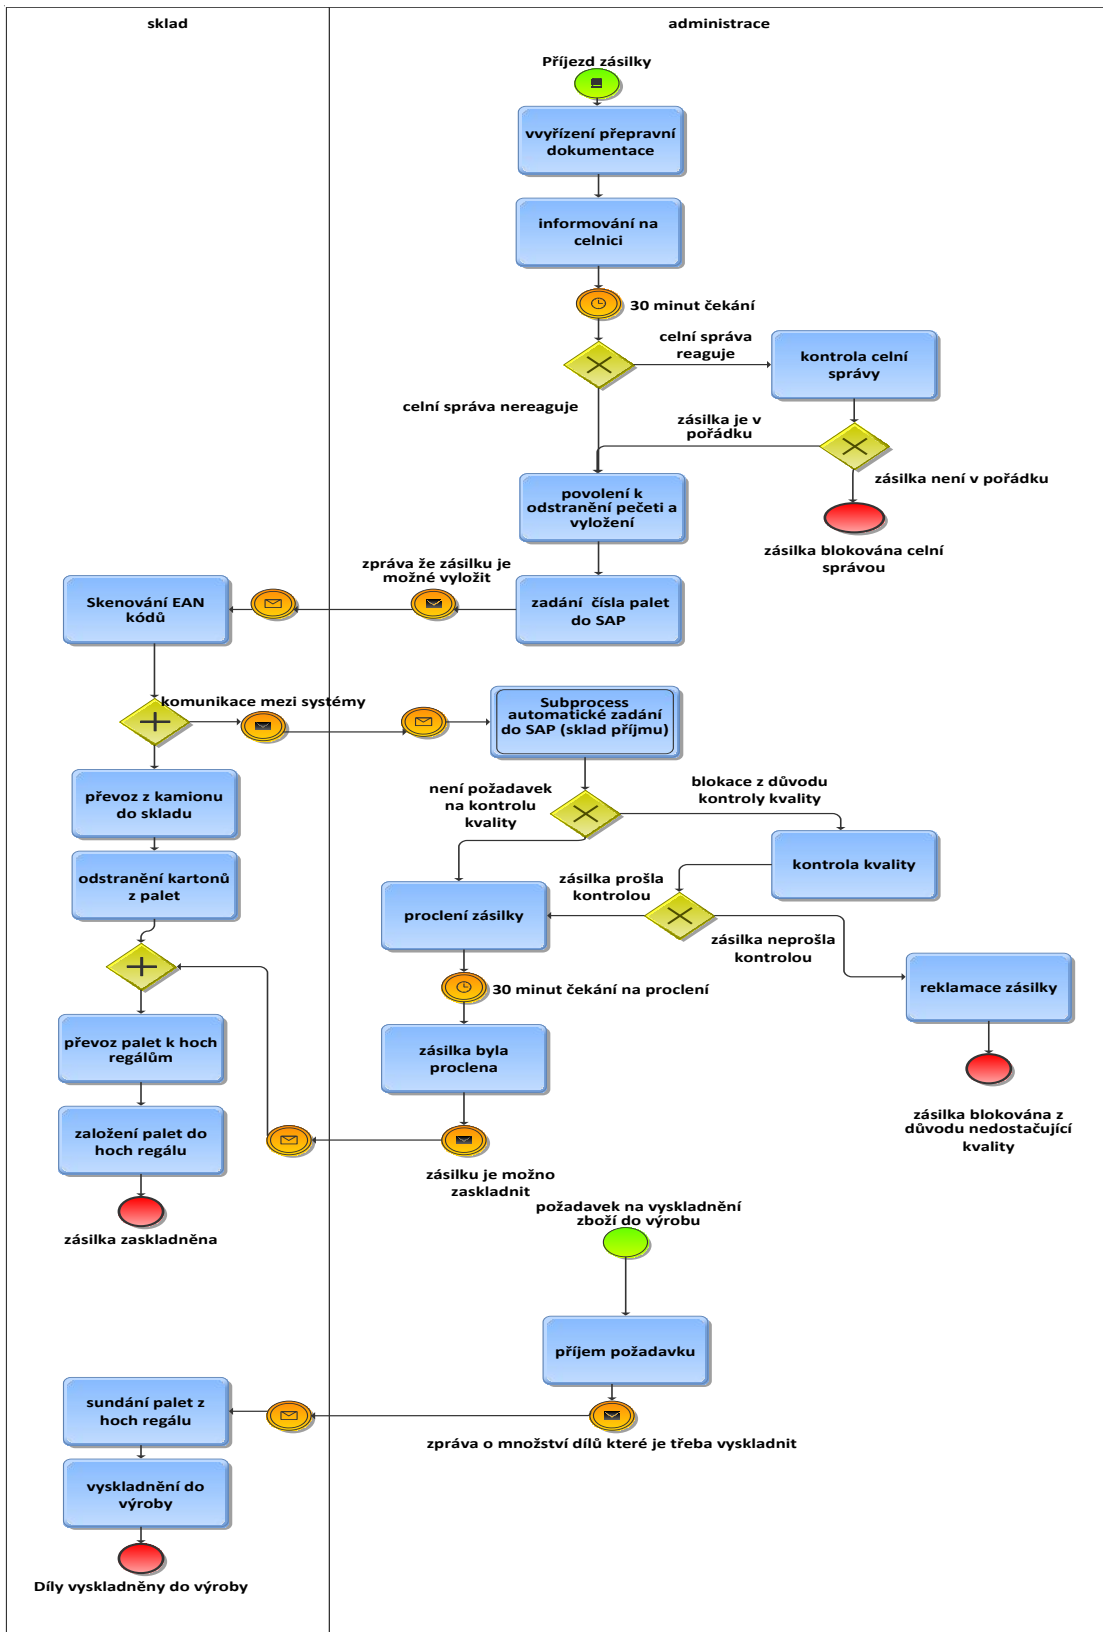 sklad
administrace
Příjezd zásilky
vvyřízení přepravní
dokumentace
informování na
celnici
30 minut čekání
celní správa
reaguje
kontrola celní
správy
celní správa nereaguje
zásilka je v
pořádku
zásilka není v pořádku
povolení k
odstranění pečeti a
vyložení
zásilka blokována celní
správou
zpráva že zásilku je
možné vyložit
Skenování EAN
kódů
zadání  čísla palet
do SAP
komunikace mezi systémy
Subprocess
automatické zadání
do SAP (sklad příjmu)
převoz z kamionu
do skladu
není požadavek
na kontrolu
kvality
blokace z důvodu
kontroly kvality
odstranění kartonů
z palet
kontrola kvality
zásilka prošla
kontrolou
proclení zásilky
zásilka neprošla
kontrolou
30 minut čekání na proclení
reklamace zásilky
převoz palet k hoch
regálům
zásilka byla
proclena
založení palet do
hoch regálu
zásilka blokována z
důvodu nedostačující
kvality
zásilku je možno
zaskladnit
zásilka zaskladněna
požadavek na vyskladnění
zboží do výrobu
příjem požadavku
sundání palet z
hoch regálu
zpráva o množství dílů které je třeba vyskladnit
vyskladnění do
výroby
Díly vyskladněny do výroby